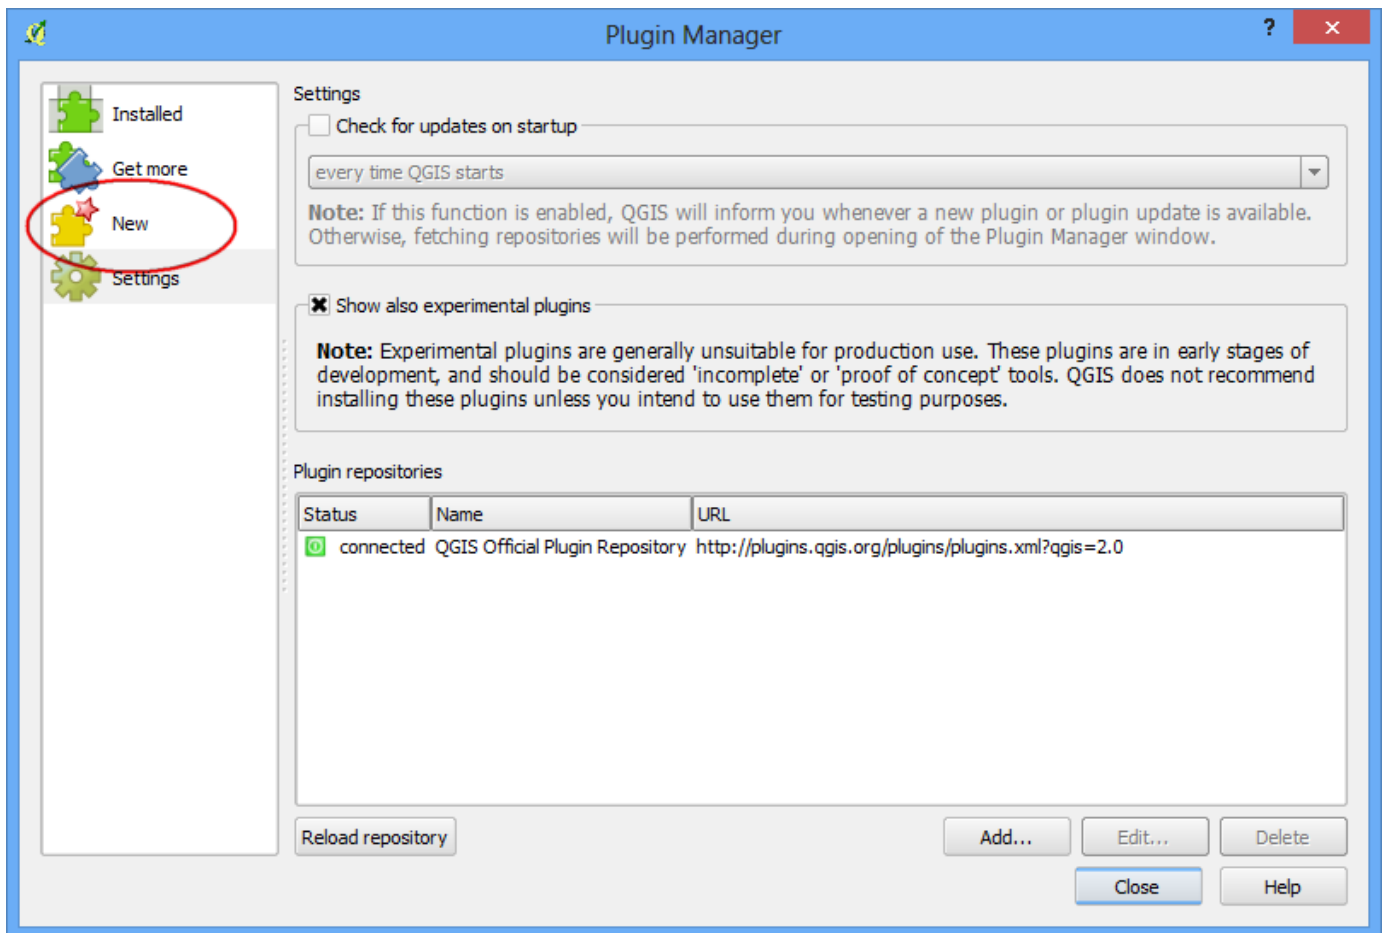 Plugin Manager
?
Installed
Get more
New
Settings
Settings
Check for updates on startup
every time QGIS starts
Note: If this function is enabled, QGIS will inform you whenever a new plugin or plugin update is available.
Otherwise, fetching repositories will be performed during opening of the Plugin Manager window.
Show also experimental plugins
Note: Experimental plugins are generally unsuitable for production use. These plugins are in early stages of
development, and should be considered 'incomplete' or 'proof of concept' tools. QGIS does not recommend
installing these plugins unless you intend to use them for testing purposes.
Plugin repositories
Status Name URL
connected QGIS Official Plugin Repository http://plugins.qgis.org/plugins/plugins.xml?qgis=2.0
Reload repository Add... Edit... Delete
Close Help